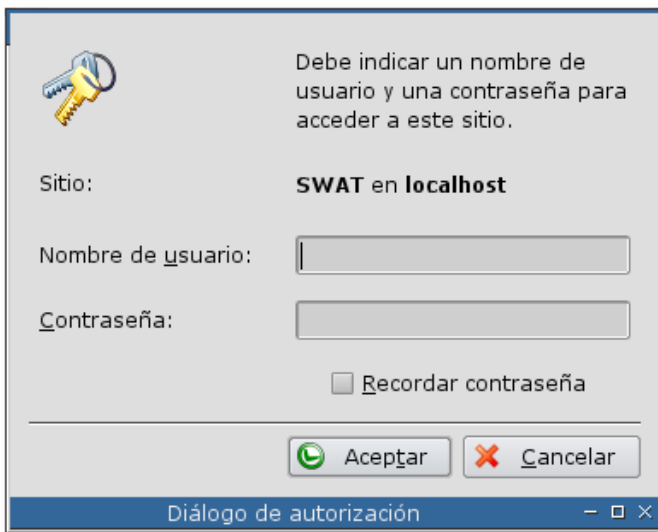 Debe indicar un nombre de
usuario y una contraseña para
acceder a este sitio.
Sitio: SWAT en localhost
Nombre de usuario:
Contraseña:
Recordar contraseña
Aceptar Cancelar
Diálogo de autorización